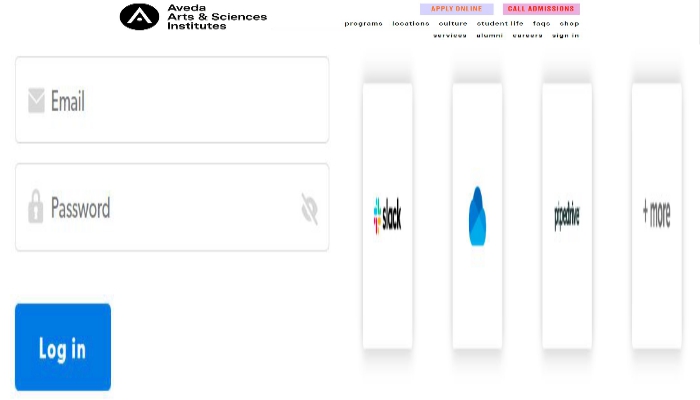 Aveda
Arts & Sciences
Institutes
APPLY ONLINE
CALL ADMISSIONS
programs locations culture student life faqs shop
services alumni careers sign in
Email
Password
Log in
slack
pipedrive
+ more